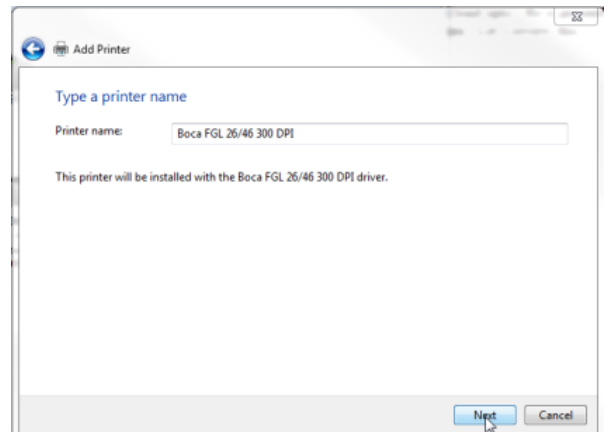 Add Printer
Type a printer name
Printer name:
Boca FGL 26/46 300 DPI
This printer will be installed with the Boca FGL 26/46 300 DPI driver.
Next
Cancel